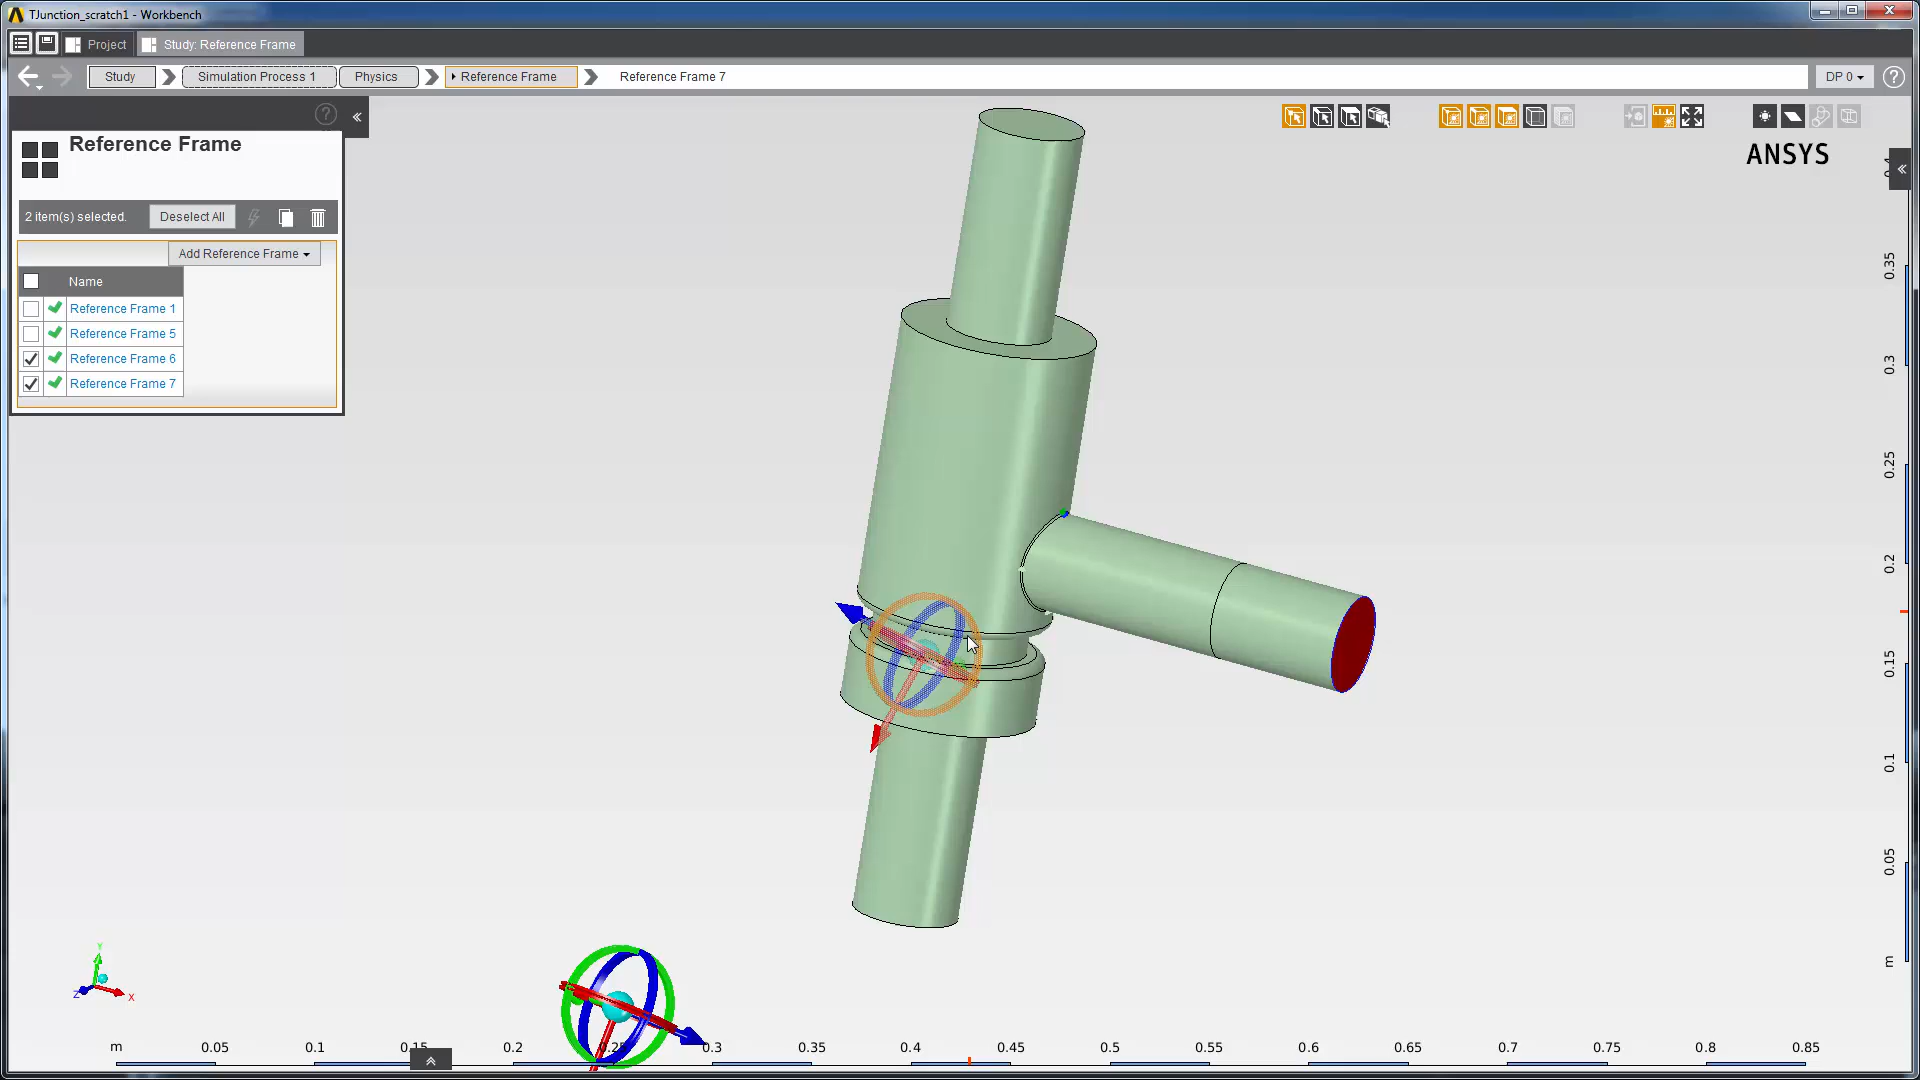 TJunction_scratch1 - Workbench
Project
Study: Reference Frame
Study
Simulation Process 1
Physics
Reference Frame
Reference Frame 7
DP 0
Reference Frame
2 item(s) selected.
Deselect All
Add Reference Frame
Name
Reference Frame 1
Reference Frame 5
Reference Frame 6
Reference Frame 7
ANSYS
0.35
0.3
0.25
0.2
0.15
0.1
0.05
m
Y
Z
X
m
0.05
0.1
0.15
0.2
0.25
0.3
0.35
0.4
0.45
0.5
0.55
0.6
0.65
0.7
0.75
0.8
0.85